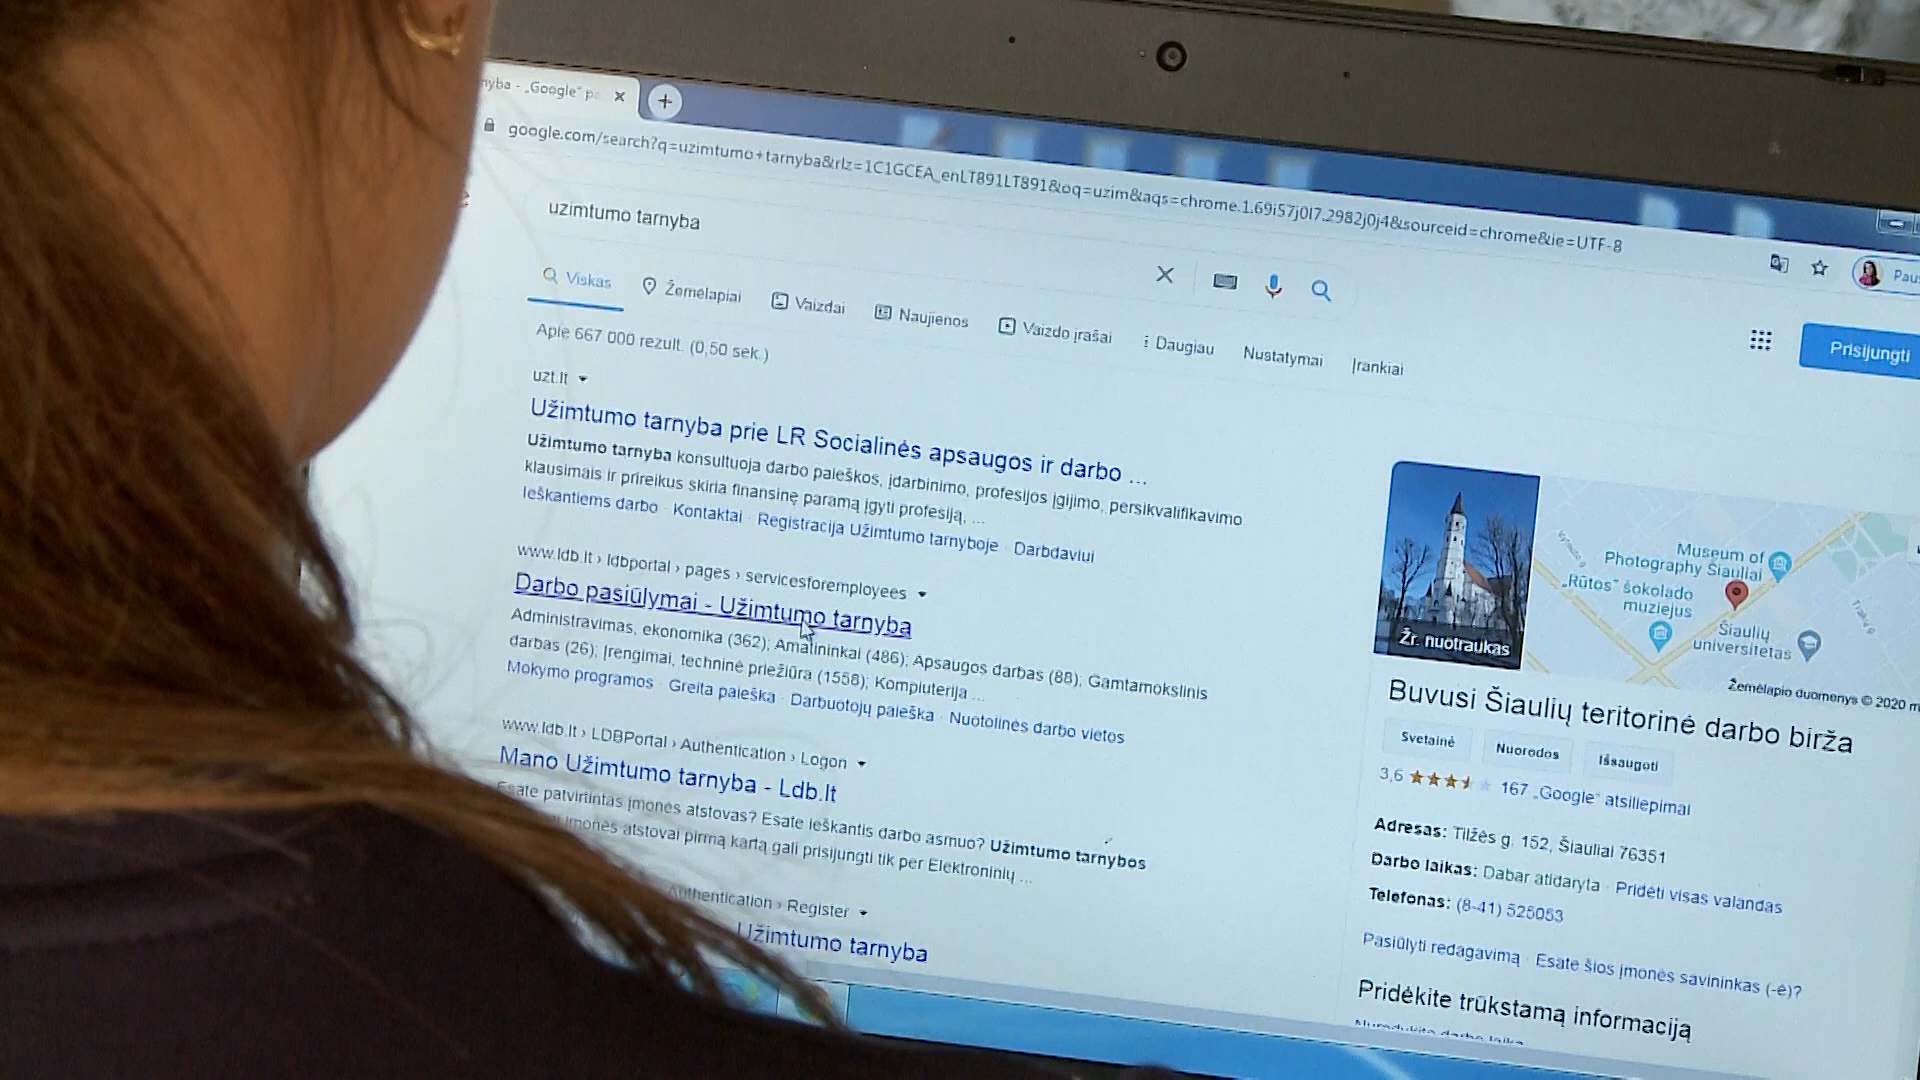 „Google“
google.com/search?q=uzimtumo+tarnyba&rlz=1C1GCEA_enLT891LT891&oq=uzim&aqs=chrome.1.69i57j0l7.2982j0j4&sourceid=chrome&ie=UTF-8
uzimtumo tarnyba
Viskas Žemėlapiai Vaizdai Naujienos Vaizdo įrašai Daugiau Nustatymai Įrankiai
Prisijungti
Apie 667 000 rezult. (0,50 sek.)
uzt.lt
Užimtumo tarnyba prie LR Socialinės apsaugos ir darbo ...
Užimtumo tarnyba konsultuoja darbo paieškos, įdarbinimo, profesijos įgijimo, persikvalifikavimo
klausimais ir prireikus skiria finansinę paramą įgyti profesiją, ...
Ieškantiems darbo · Kontaktai · Registracija Užimtumo tarnyboje · Darbdaviui
www.ldb.lt › ldbportal › pages › servicesforemployees
Darbo pasiūlymai - Užimtumo tarnyba
Administravimas, ekonomika (362); Amatininkai (486); Apsaugos darbas (88); Gamtamokslinis
darbas (26); Įrengimai, techninė priežiūra (1558); Kompiuterija ...
Mokymo programos · Greita paieška · Darbuotojų paieška · Nuotolinės darbo vietos
www.ldb.lt › LDBPortal › Authentication › Logon
Mano Užimtumo tarnyba - Ldb.lt
Esate patvirtintas įmonės atstovas? Esate ieškantis darbo asmuo? Užimtumo tarnybos
įmonės atstovai pirmą kartą gali prisijungti tik per Elektroninių ...
Authentication › Register
Užimtumo tarnyba
Žr. nuotraukas
Museum of
Photography Šiauliai
„Rūtos“ šokolado
muziejus
Šiaulių
universitetas
Žemėlapio duomenys © 2020
Buvusi Šiaulių teritorinė darbo birža
Svetainė Nuorodos Išsaugoti
3,6 167 „Google“ atsiliepimai
Adresas: Tilžės g. 152, Šiauliai 76351
Darbo laikas: Dabar atidaryta · Pridėti visas valandas
Telefonas: (8-41) 525053
Pasiūlyti redagavimą · Esate šios įmonės savininkas (-ė)?
Pridėkite trūkstamą informaciją